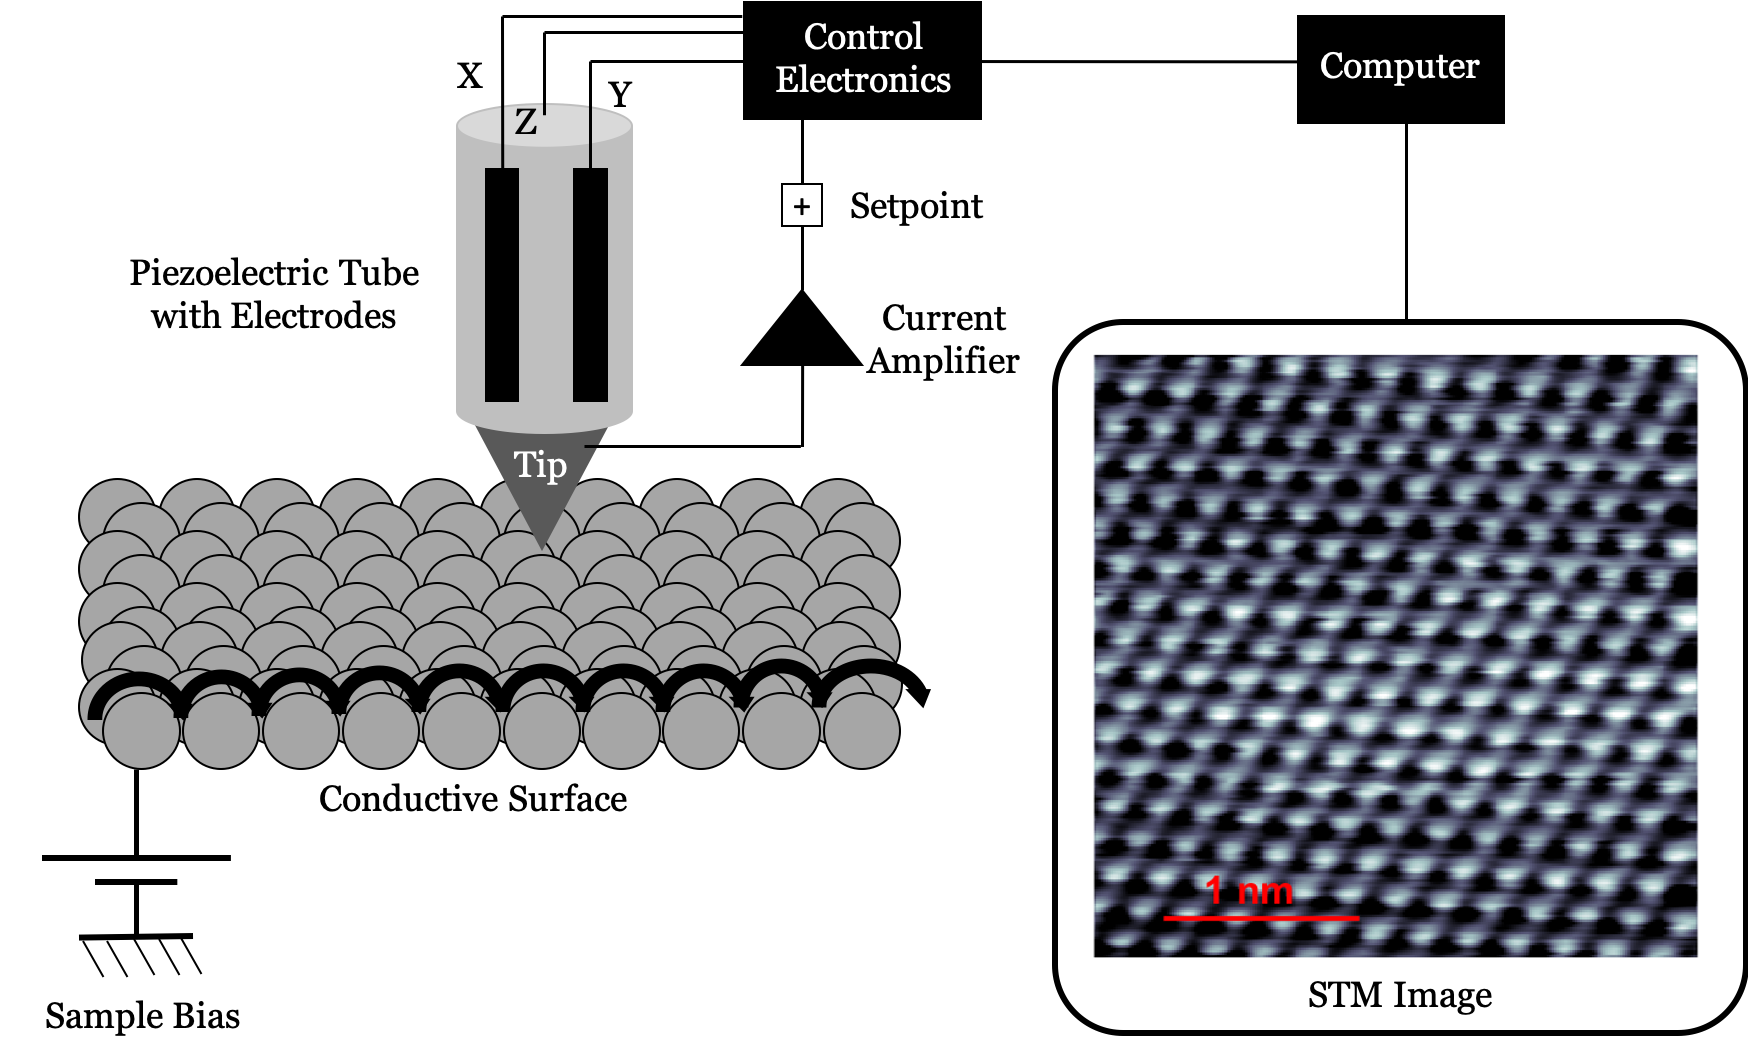 Control
Electronics
Computer
X
Z
Y
+
Setpoint
Piezoelectric Tube
with Electrodes
Current
Amplifier
Tip
Conductive Surface
1 nm
STM Image
Sample Bias